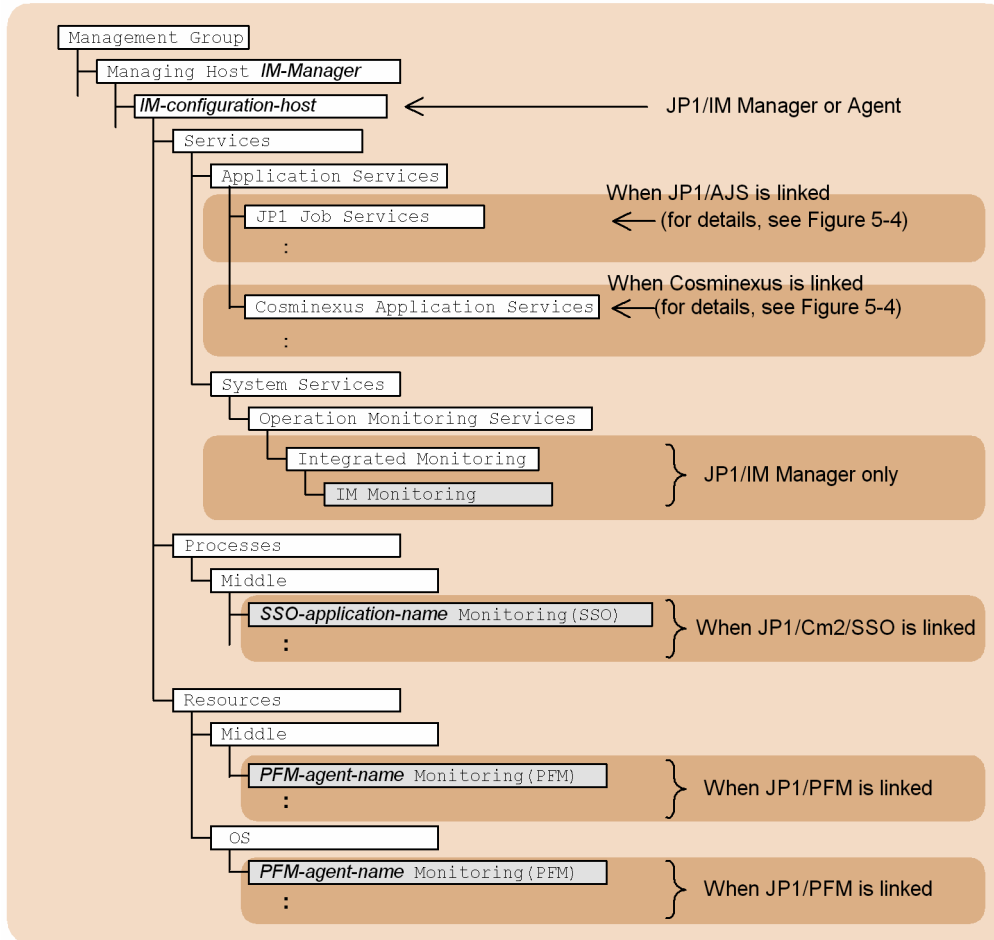 Management Group
Managing Host IM-Manager
IM-configuration-host
JP1/IM Manager or Agent
Services
Application Services
When JP1/AJS is linked
JP1 Job Services
(for details, see Figure 5-4)
:
When Cosminexus is linked
Cosminexus Application Services
(for details, see Figure 5-4)
:
System Services
Operation Monitoring Services
Integrated Monitoring
JP1/IM Manager only
IM Monitoring
Processes
Middle
SSO-application-name Monitoring(SSO)
When JP1/Cm2/SSO is linked
:
Resources
Middle
PFM-agent-name Monitoring(PFM)
When JP1/PFM is linked
:
OS
PFM-agent-name Monitoring(PFM)
When JP1/PFM is linked
: